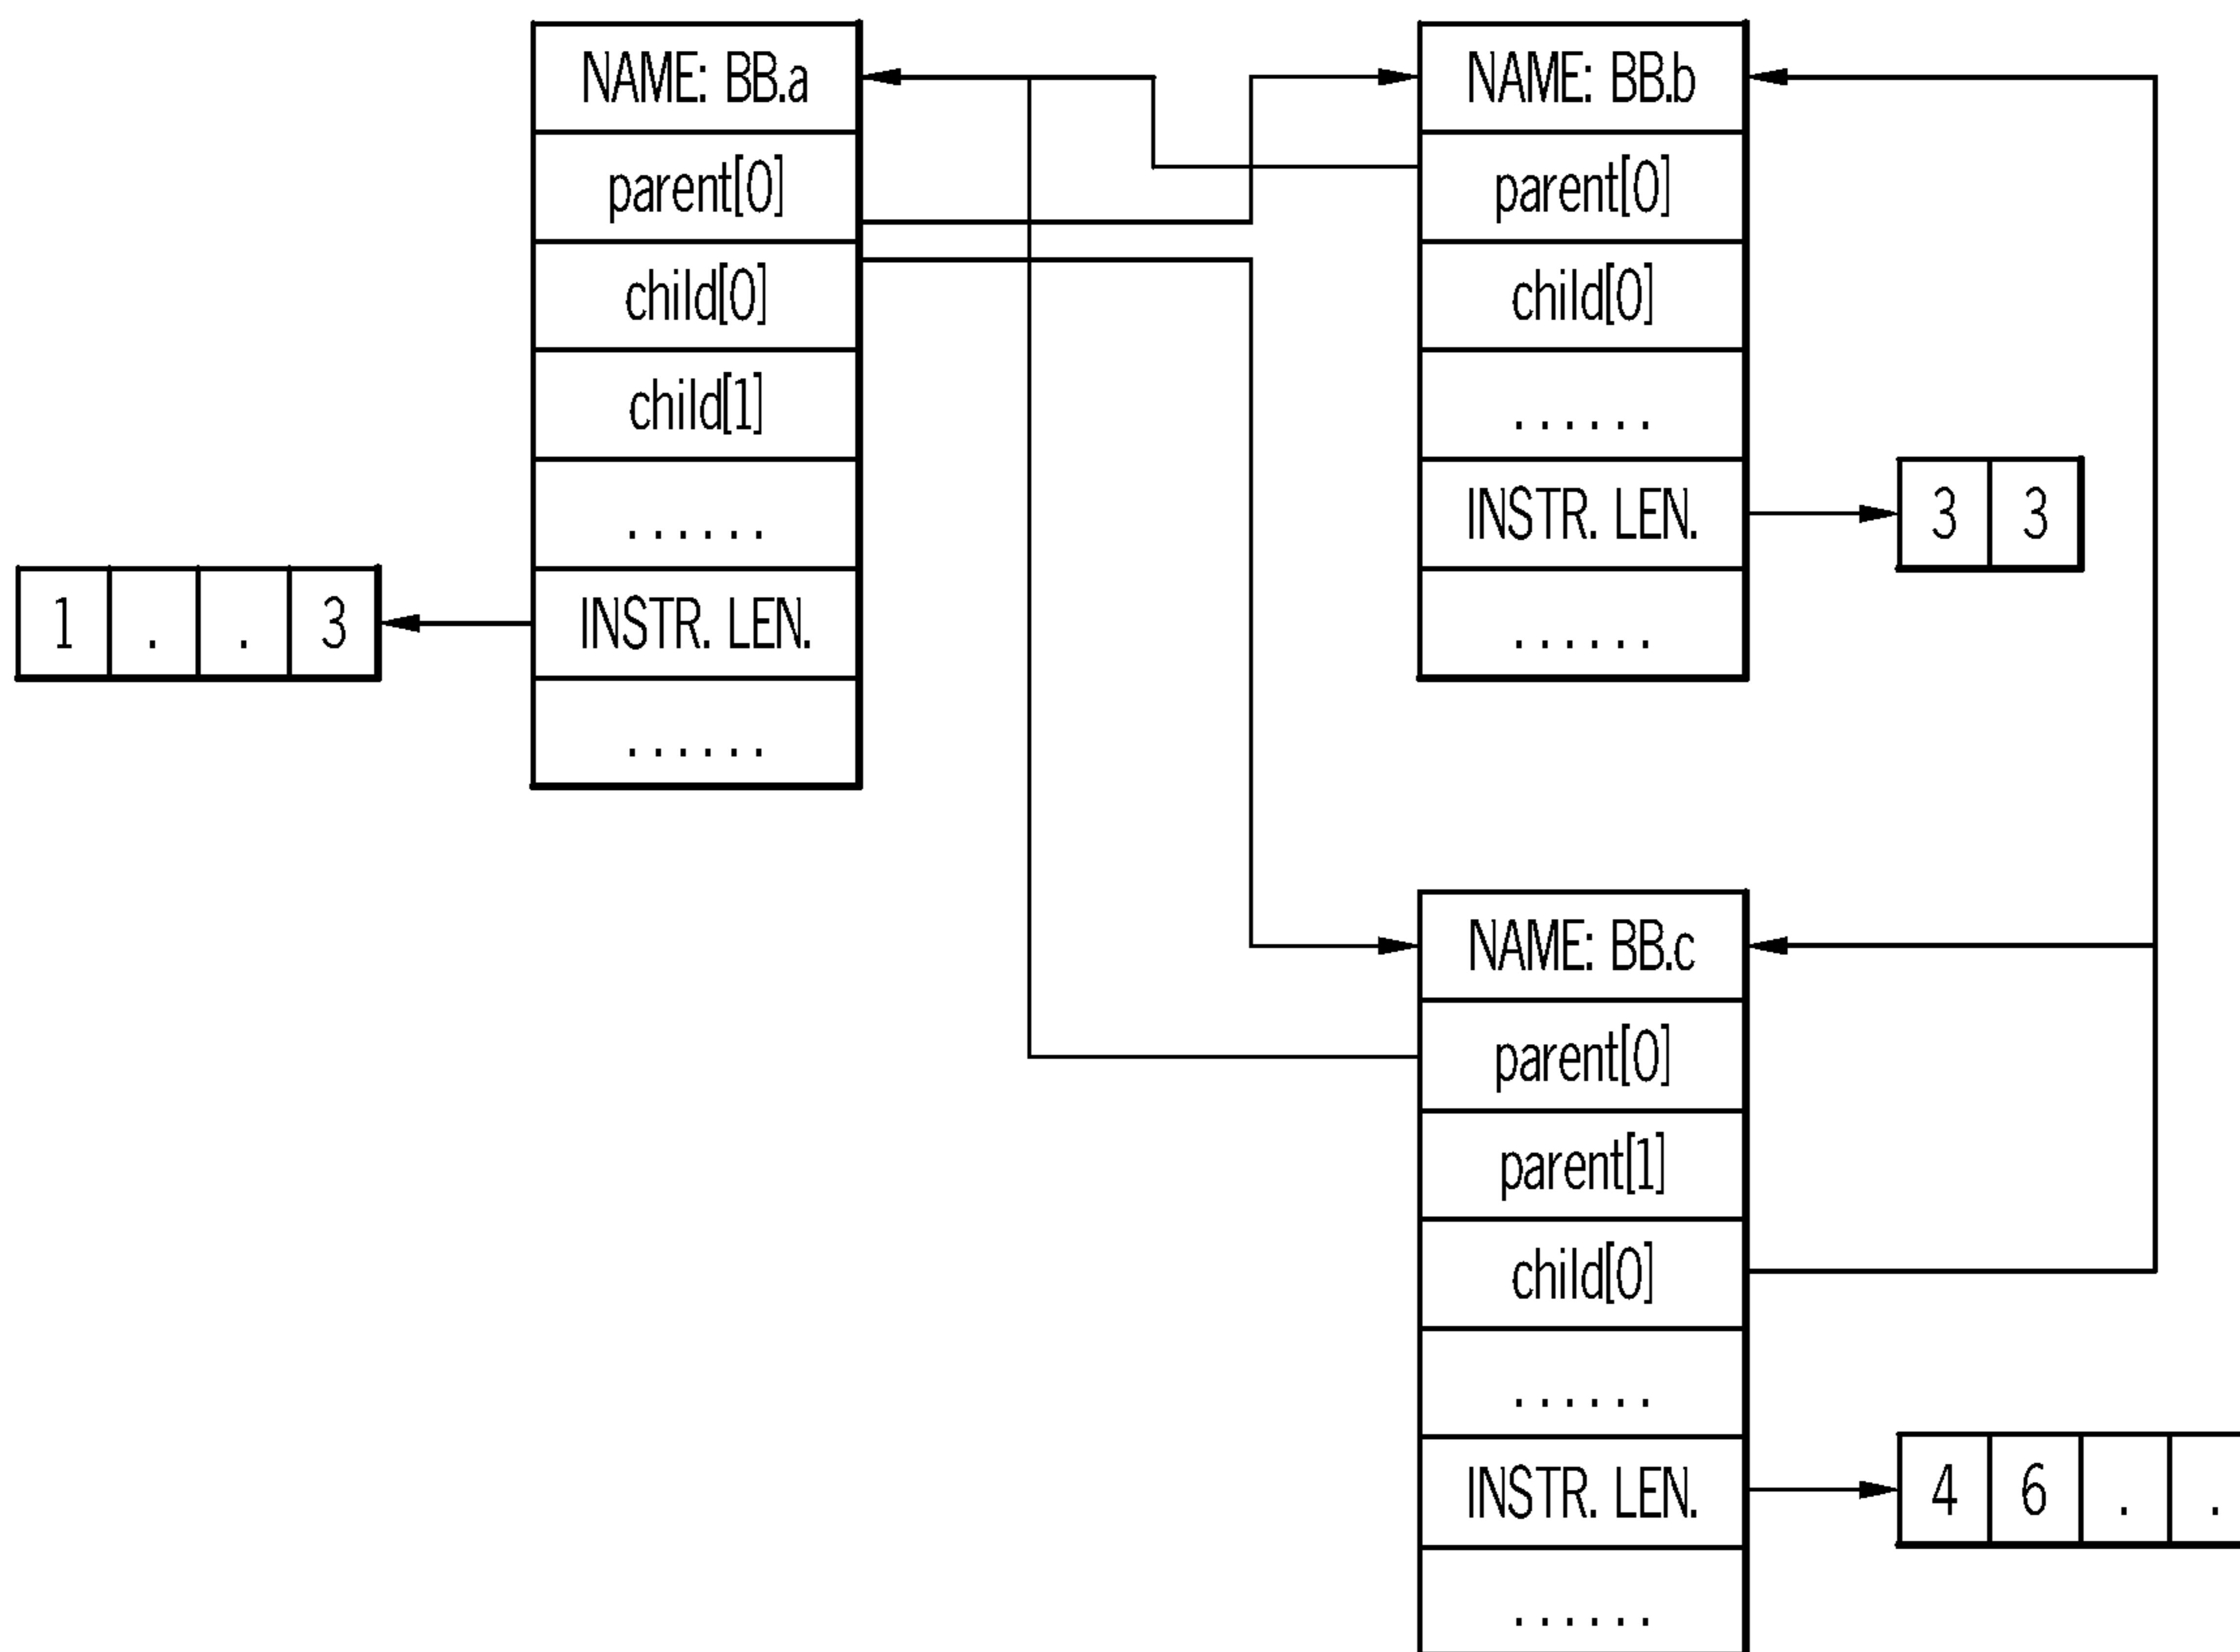 NAME: BB.a
parent[0]
child[0]
child[1]
......
INSTR. LEN.
......
1 . . 3
NAME: BB.b
parent[0]
child[0]
......
INSTR. LEN.
......
3 3
NAME: BB.c
parent[0]
parent[1]
child[0]
......
INSTR. LEN.
......
4 6 . .